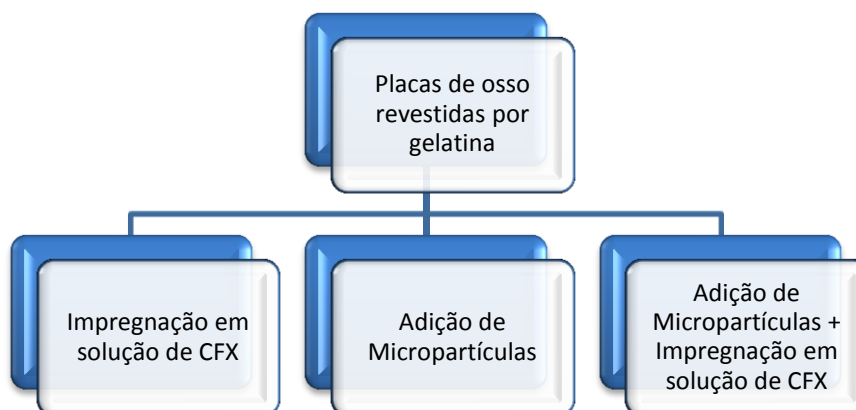 Placas de osso
revestidas por
gelatina
Impregnação em
solução de CFX
Adição de
Micropartículas
Adição de
Micropartículas +
Impregnação em
solução de CFX